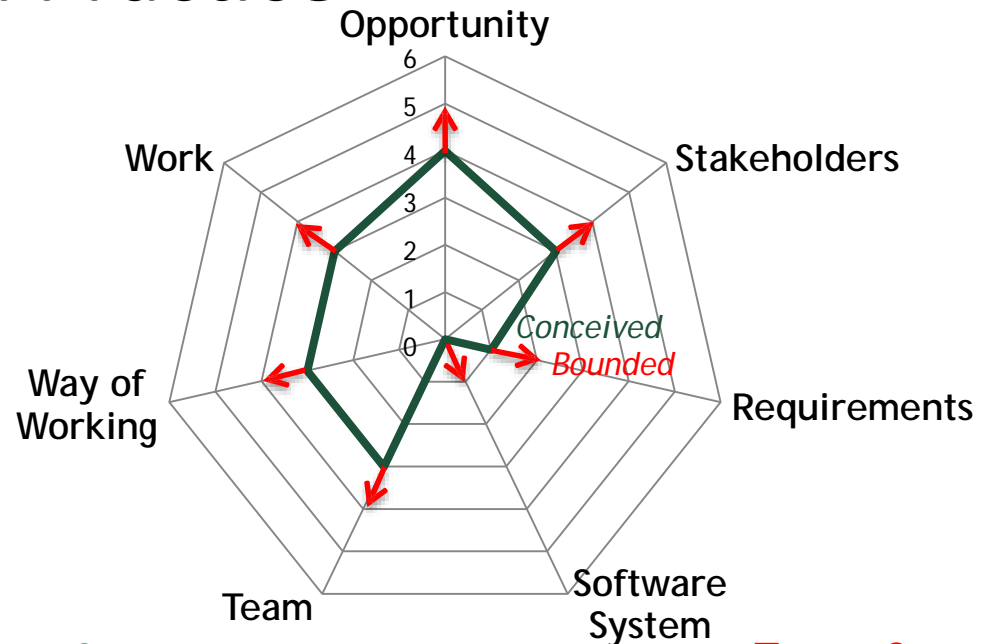 Opportunity
6
5
4
3
2
1
0
Work
Stakeholders
Conceived
Bounded
Way of
Working
Requirements
Team
Software
System